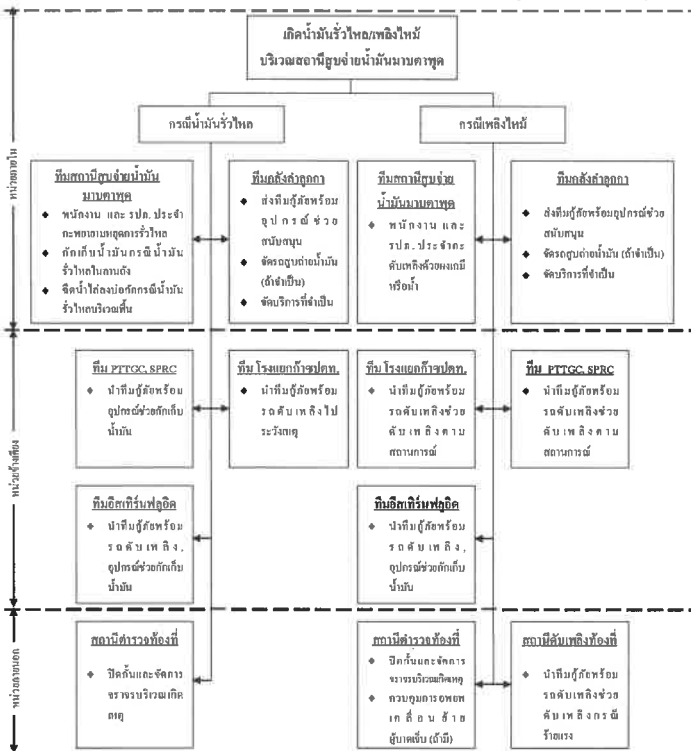 เกิดน้ำมันรั่วไหล/เพลิงไหม้
บริเวณสถานีสูบจ่ายน้ำมันมาบตาพุด
กรณีน้ำมันรั่วไหล
กรณีเพลิงไหม้
หน่วยภายใน
ทีมสถานีสูบจ่ายน้ำมัน
มาบตาพุด
◆ พนักงาน และ รปภ. ประจำ
กะพยายามหยุดการรั่วไหล
◆ กักเก็บน้ำมันกรณีน้ำมัน
รั่วไหลในลานถัง
◆ ฉีดน้ำไล่ลงบ่อกักกรณีน้ำมัน
รั่วไหลบริเวณพื้น
ทีมคลังลำลูกกา
◆ ส่งทีมกู้ภัยพร้อม
อุปกรณ์ช่วย
สนับสนุน
◆ จัดรถสูบถ่ายน้ำมัน
(ถ้าจำเป็น)
◆ จัดบริการที่จำเป็น
ทีมสถานีสูบจ่าย
น้ำมันมาบตาพุด
◆ พนักงาน และ
รปภ. ประจำกะ
ดับเพลิงด้วยผงเคมี
หรือน้ำ
ทีมคลังลำลูกกา
◆ ส่งทีมกู้ภัยพร้อมอุปกรณ์ช่วย
สนับสนุน
◆ จัดรถสูบถ่ายน้ำมัน (ถ้าจำเป็น)
◆ จัดบริการที่จำเป็น
หน่วยข้างเคียง
ทีม PTTGC, SPRC
◆ นำทีมกู้ภัยพร้อม
อุปกรณ์ช่วยกักเก็บ
น้ำมัน
ทีม โรงแยกก๊าซปตท.
◆ นำทีมกู้ภัยพร้อม
รถดับเพลิงไป
ระวังเหตุ
ทีม โรงแยกก๊าซปตท.
◆ นำทีมกู้ภัยพร้อม
รถดับเพลิงช่วย
ดับเพลิงตาม
สถานการณ์
ทีม PTTGC, SPRC
◆ นำทีมกู้ภัยพร้อม
รถดับเพลิงช่วย
ดับเพลิงตาม
สถานการณ์
ทีมอีสเทิร์นฟลูอิด
◆ นำทีมกู้ภัยพร้อม
รถดับเพลิง,
อุปกรณ์ช่วยกักเก็บ
น้ำมัน
ทีมอีสเทิร์นฟลูอิด
◆ นำทีมกู้ภัยพร้อม
รถดับเพลิง,
อุปกรณ์ช่วยกักเก็บ
น้ำมัน
หน่วยภายนอก
สถานีตำรวจท้องที่
◆ ปิดกั้นและจัดการ
จราจรบริเวณเกิด
เหตุ
สถานีตำรวจท้องที่
◆ ปิดกั้นและจัดการ
จราจรบริเวณเกิดเหตุ
◆ ควบคุมการอพยพ
เคลื่อนย้าย
ผู้บาดเจ็บ (ถ้ามี)
สถานีดับเพลิงท้องที่
◆ นำทีมกู้ภัยพร้อม
รถดับเพลิงช่วย
ดับเพลิงกรณี
ร้ายแรง